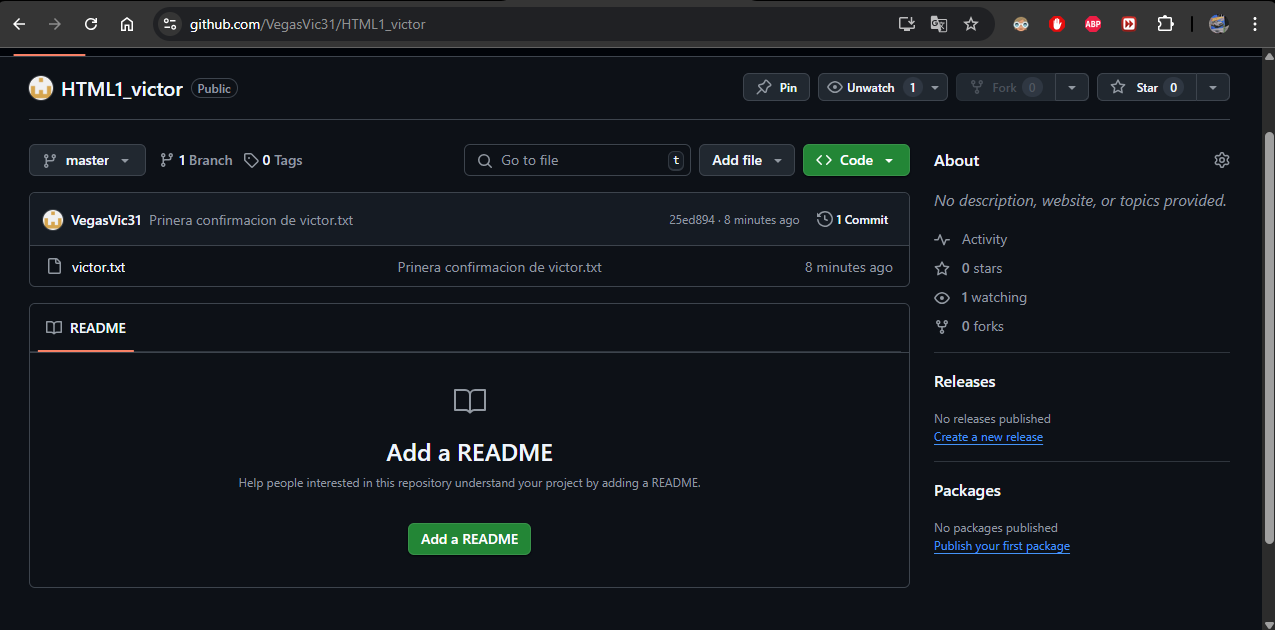 github.com/VegasVic31/HTML1_victor
ABP
HTML1_victor Public
Pin
Unwatch 1
Fork 0
Star 0
master
1 Branch
0 Tags
Go to file t
Add file
<> Code
About
No description, website, or topics provided.
VegasVic31 Prinera confirmacion de victor.txt 25ed894 · 8 minutes ago 1 Commit
victor.txt Prinera confirmacion de victor.txt 8 minutes ago
Activity
0 stars
1 watching
0 forks
README
Add a README
Help people interested in this repository understand your project by adding a README.
Add a README
Releases
No releases published
Create a new release
Packages
No packages published
Publish your first package